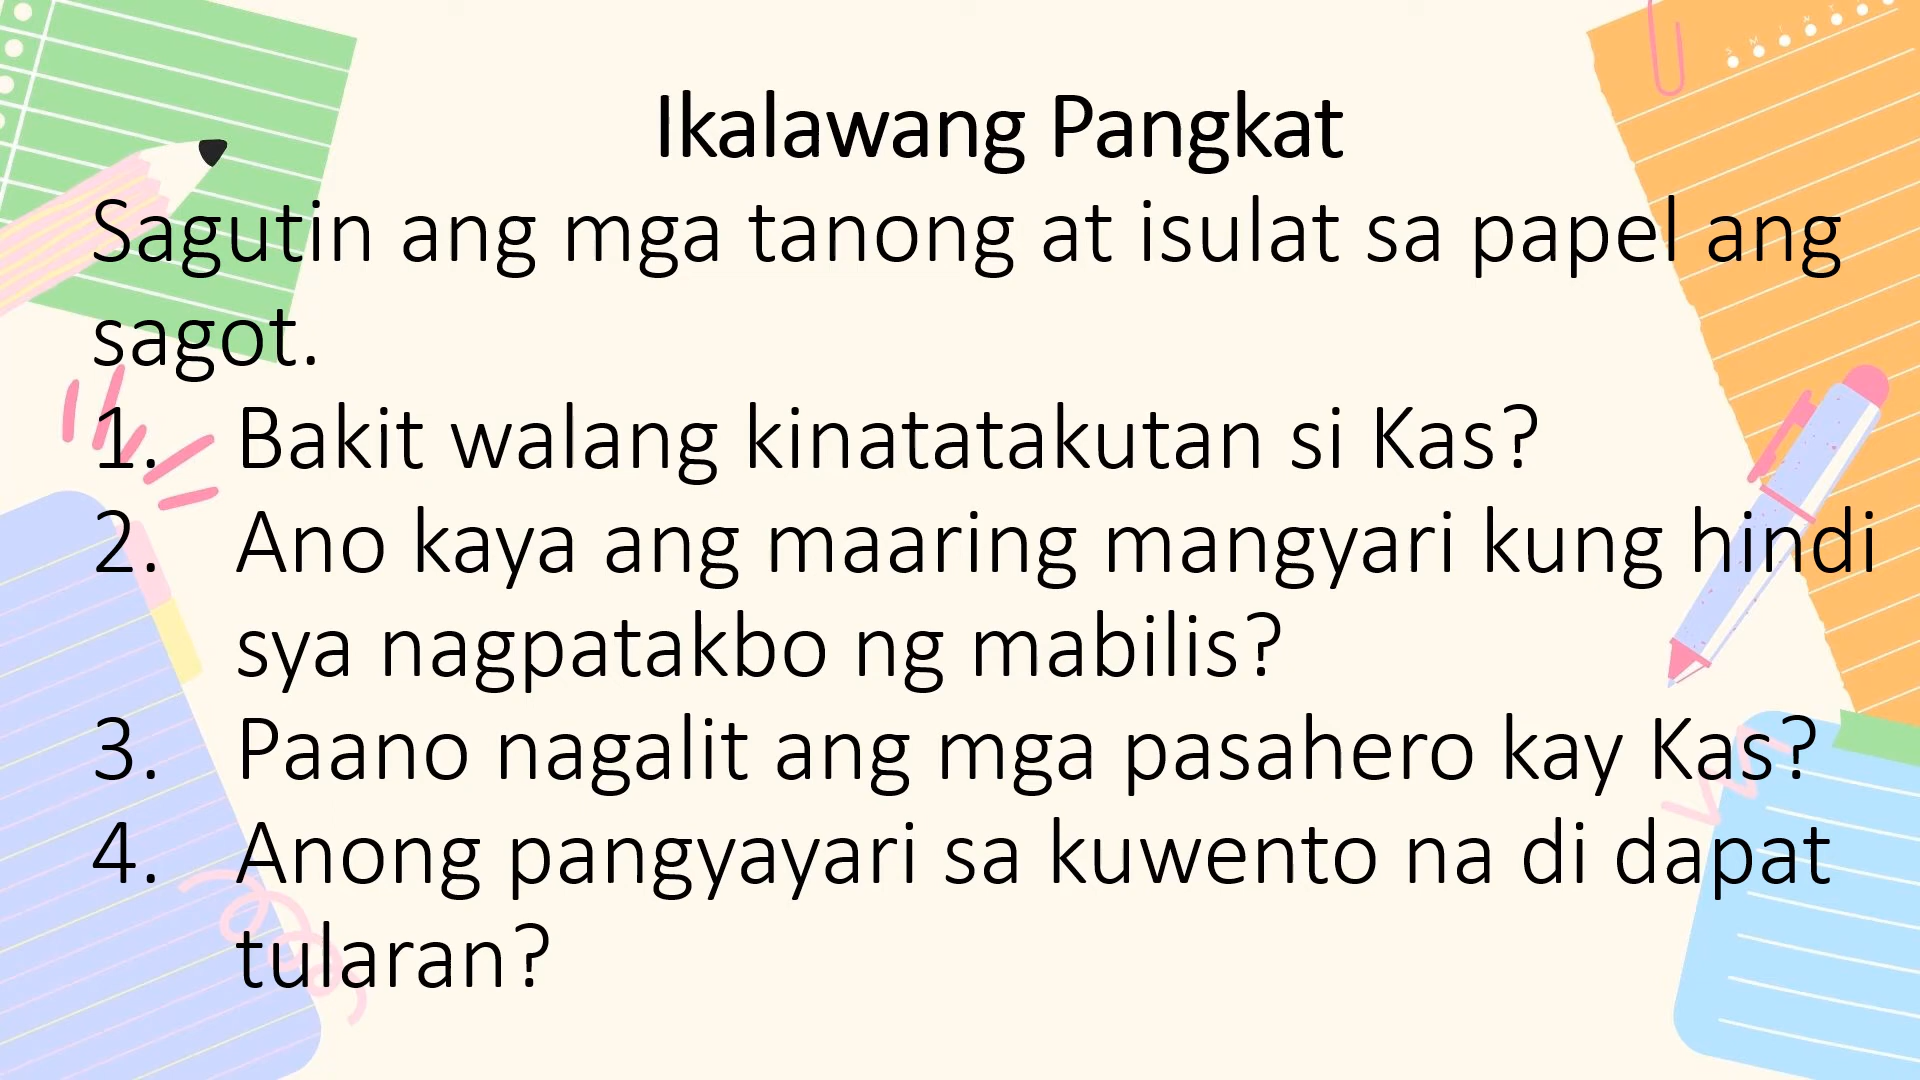 Ikalawang Pangkat
Sagutin ang mga tanong at isulat sa papel ang
sagot.
1. Bakit walang kinatatakutan si Kas?
2. Ano kaya ang maaring mangyari kung hindi
sya nagpatakbo ng mabilis?
3. Paano nagalit ang mga pasahero kay Kas?
4. Anong pangyayari sa kuwento na di dapat
tularan?